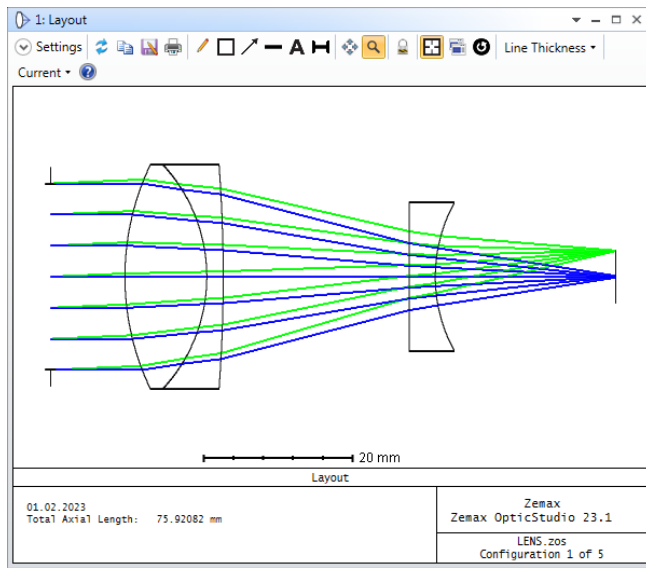 1: Layout
Settings
A
Line Thickness
Current
?
20 mm
Layout
01.02.2023
Total Axial Length: 75.92082 mm
Zemax
Zemax OpticStudio 23.1
LENS.zos
Configuration 1 of 5